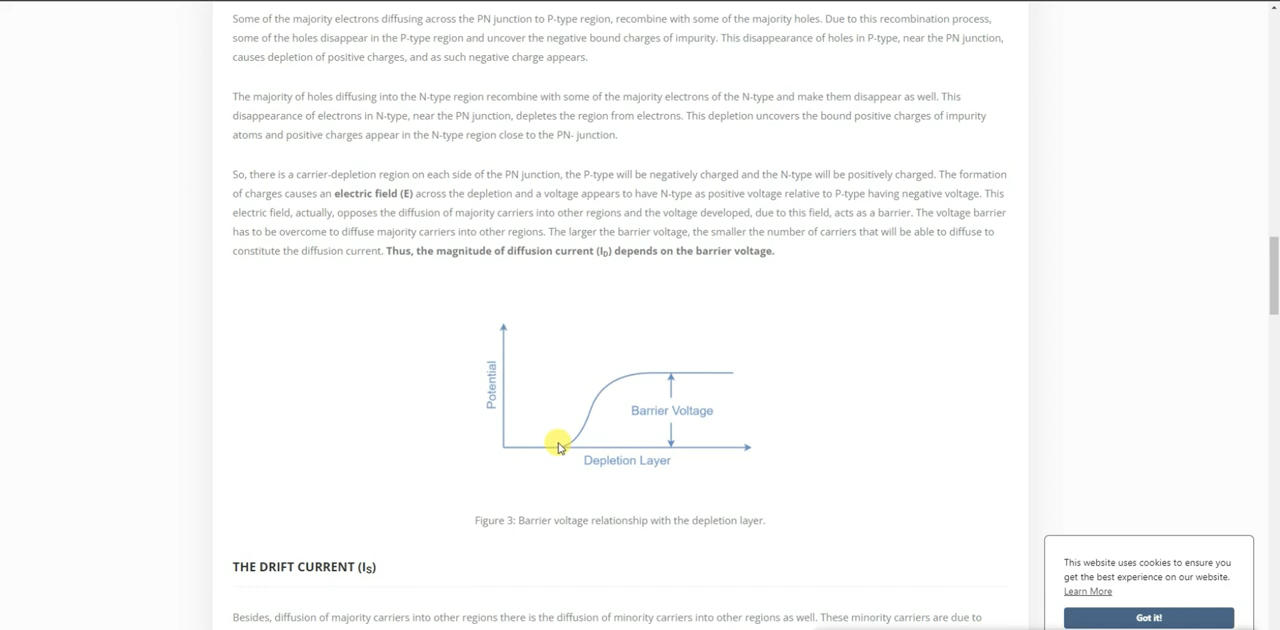 Some of the majority electrons diffusing across the PN junction to P-type region, recombine with some of the majority holes. Due to this recombination process,
some of the holes disappear in the P-type region and uncover the negative bound charges of impurity. This disappearance of holes in P-type, near the PN junction,
causes depletion of positive charges, and as such negative charge appears.
The majority of holes diffusing into the N-type region recombine with some of the majority electrons of the N-type and make them disappear as well. This
disappearance of electrons in N-type, near the PN junction, depletes the region from electrons. This depletion uncovers the bound positive charges of impurity
atoms and positive charges appear in the N-type region close to the PN- junction.
So, there is a carrier-depletion region on each side of the PN junction, the P-type will be negatively charged and the N-type will be positively charged. The formation
of charges causes an electric field (E) across the depletion and a voltage appears to have N-type as positive voltage relative to P-type having negative voltage. This
electric field, actually, opposes the diffusion of majority carriers into other regions and the voltage developed, due to this field, acts as a barrier. The voltage barrier
has to be overcome to diffuse majority carriers into other regions. The larger the barrier voltage, the smaller the number of carriers that will be able to diffuse to
constitute the diffusion current. Thus, the magnitude of diffusion current (ID) depends on the barrier voltage.
Potential
Barrier Voltage
Depletion Layer
Figure 3: Barrier voltage relationship with the depletion layer.
THE DRIFT CURRENT (IS)
Besides, diffusion of majority carriers into other regions there is the diffusion of minority carriers into other regions as well. These minority carriers are due to
This website uses cookies to ensure you
get the best experience on our website.
Learn More
Got it!